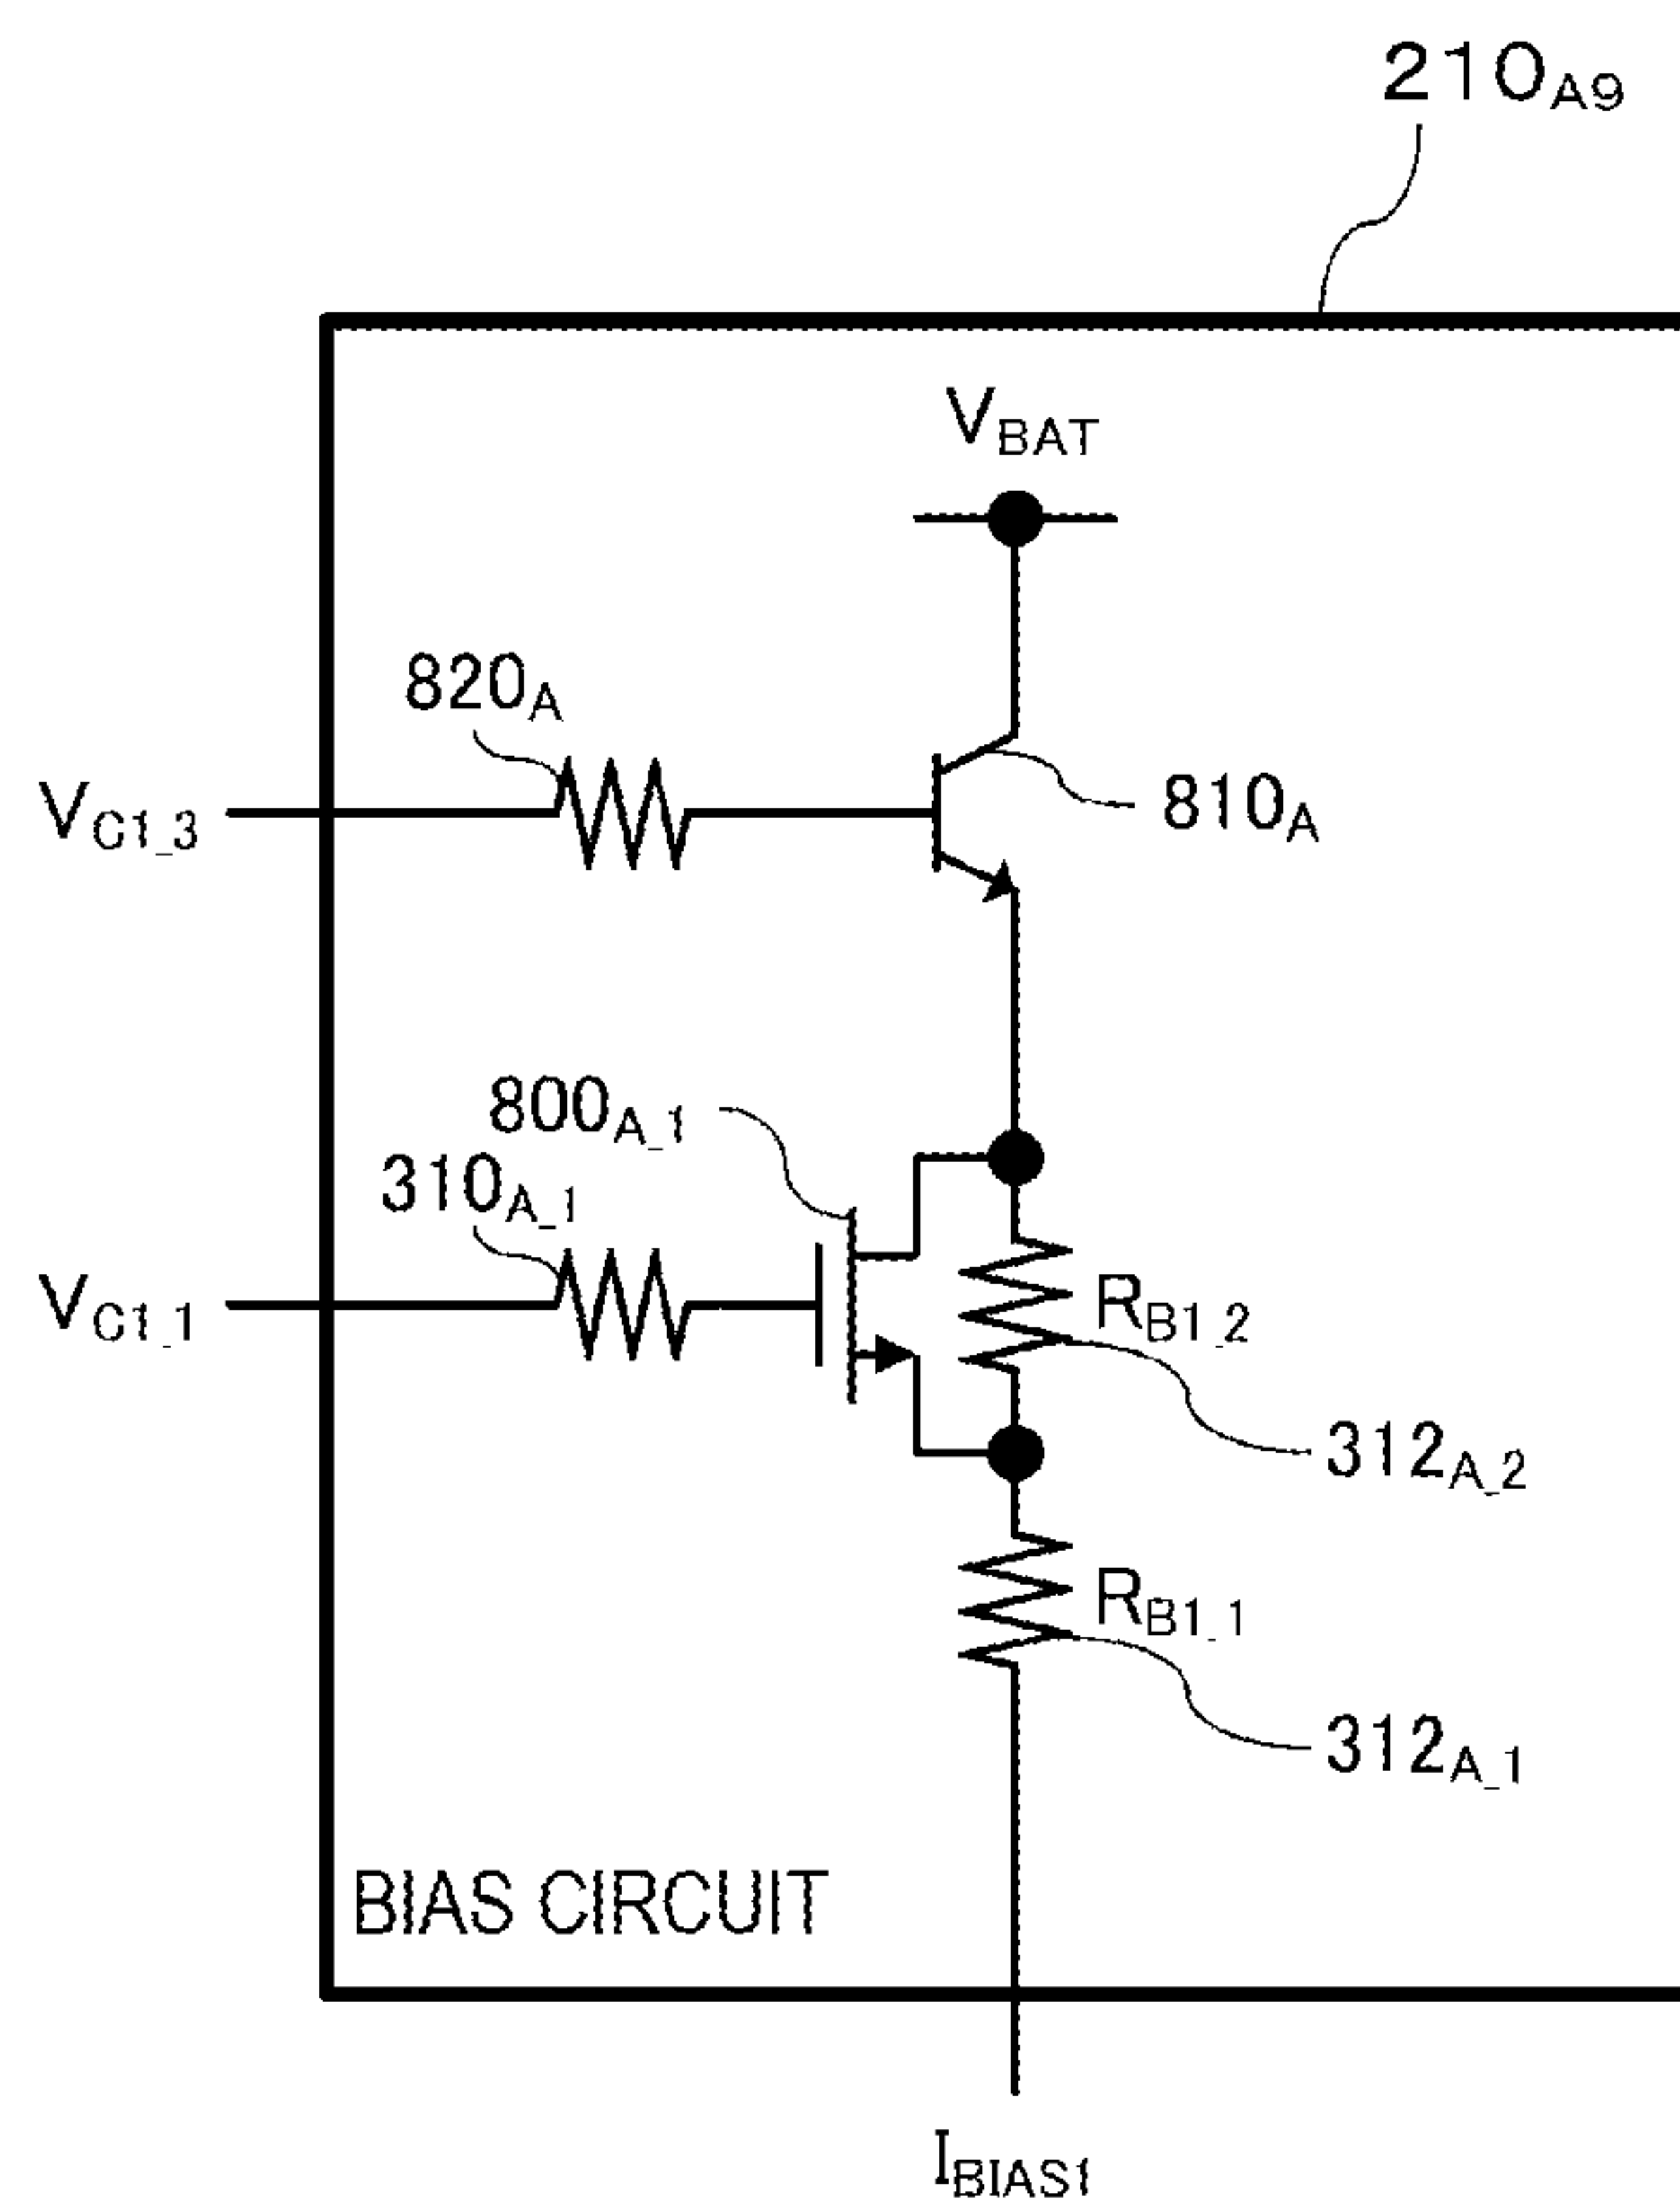 210A9
VBAT
820A
VC1_3
810A
800A_1
310A_1
VC1_1
RB1_2
312A_2
RB1_1
312A_1
BIAS CIRCUIT
IBIAS1